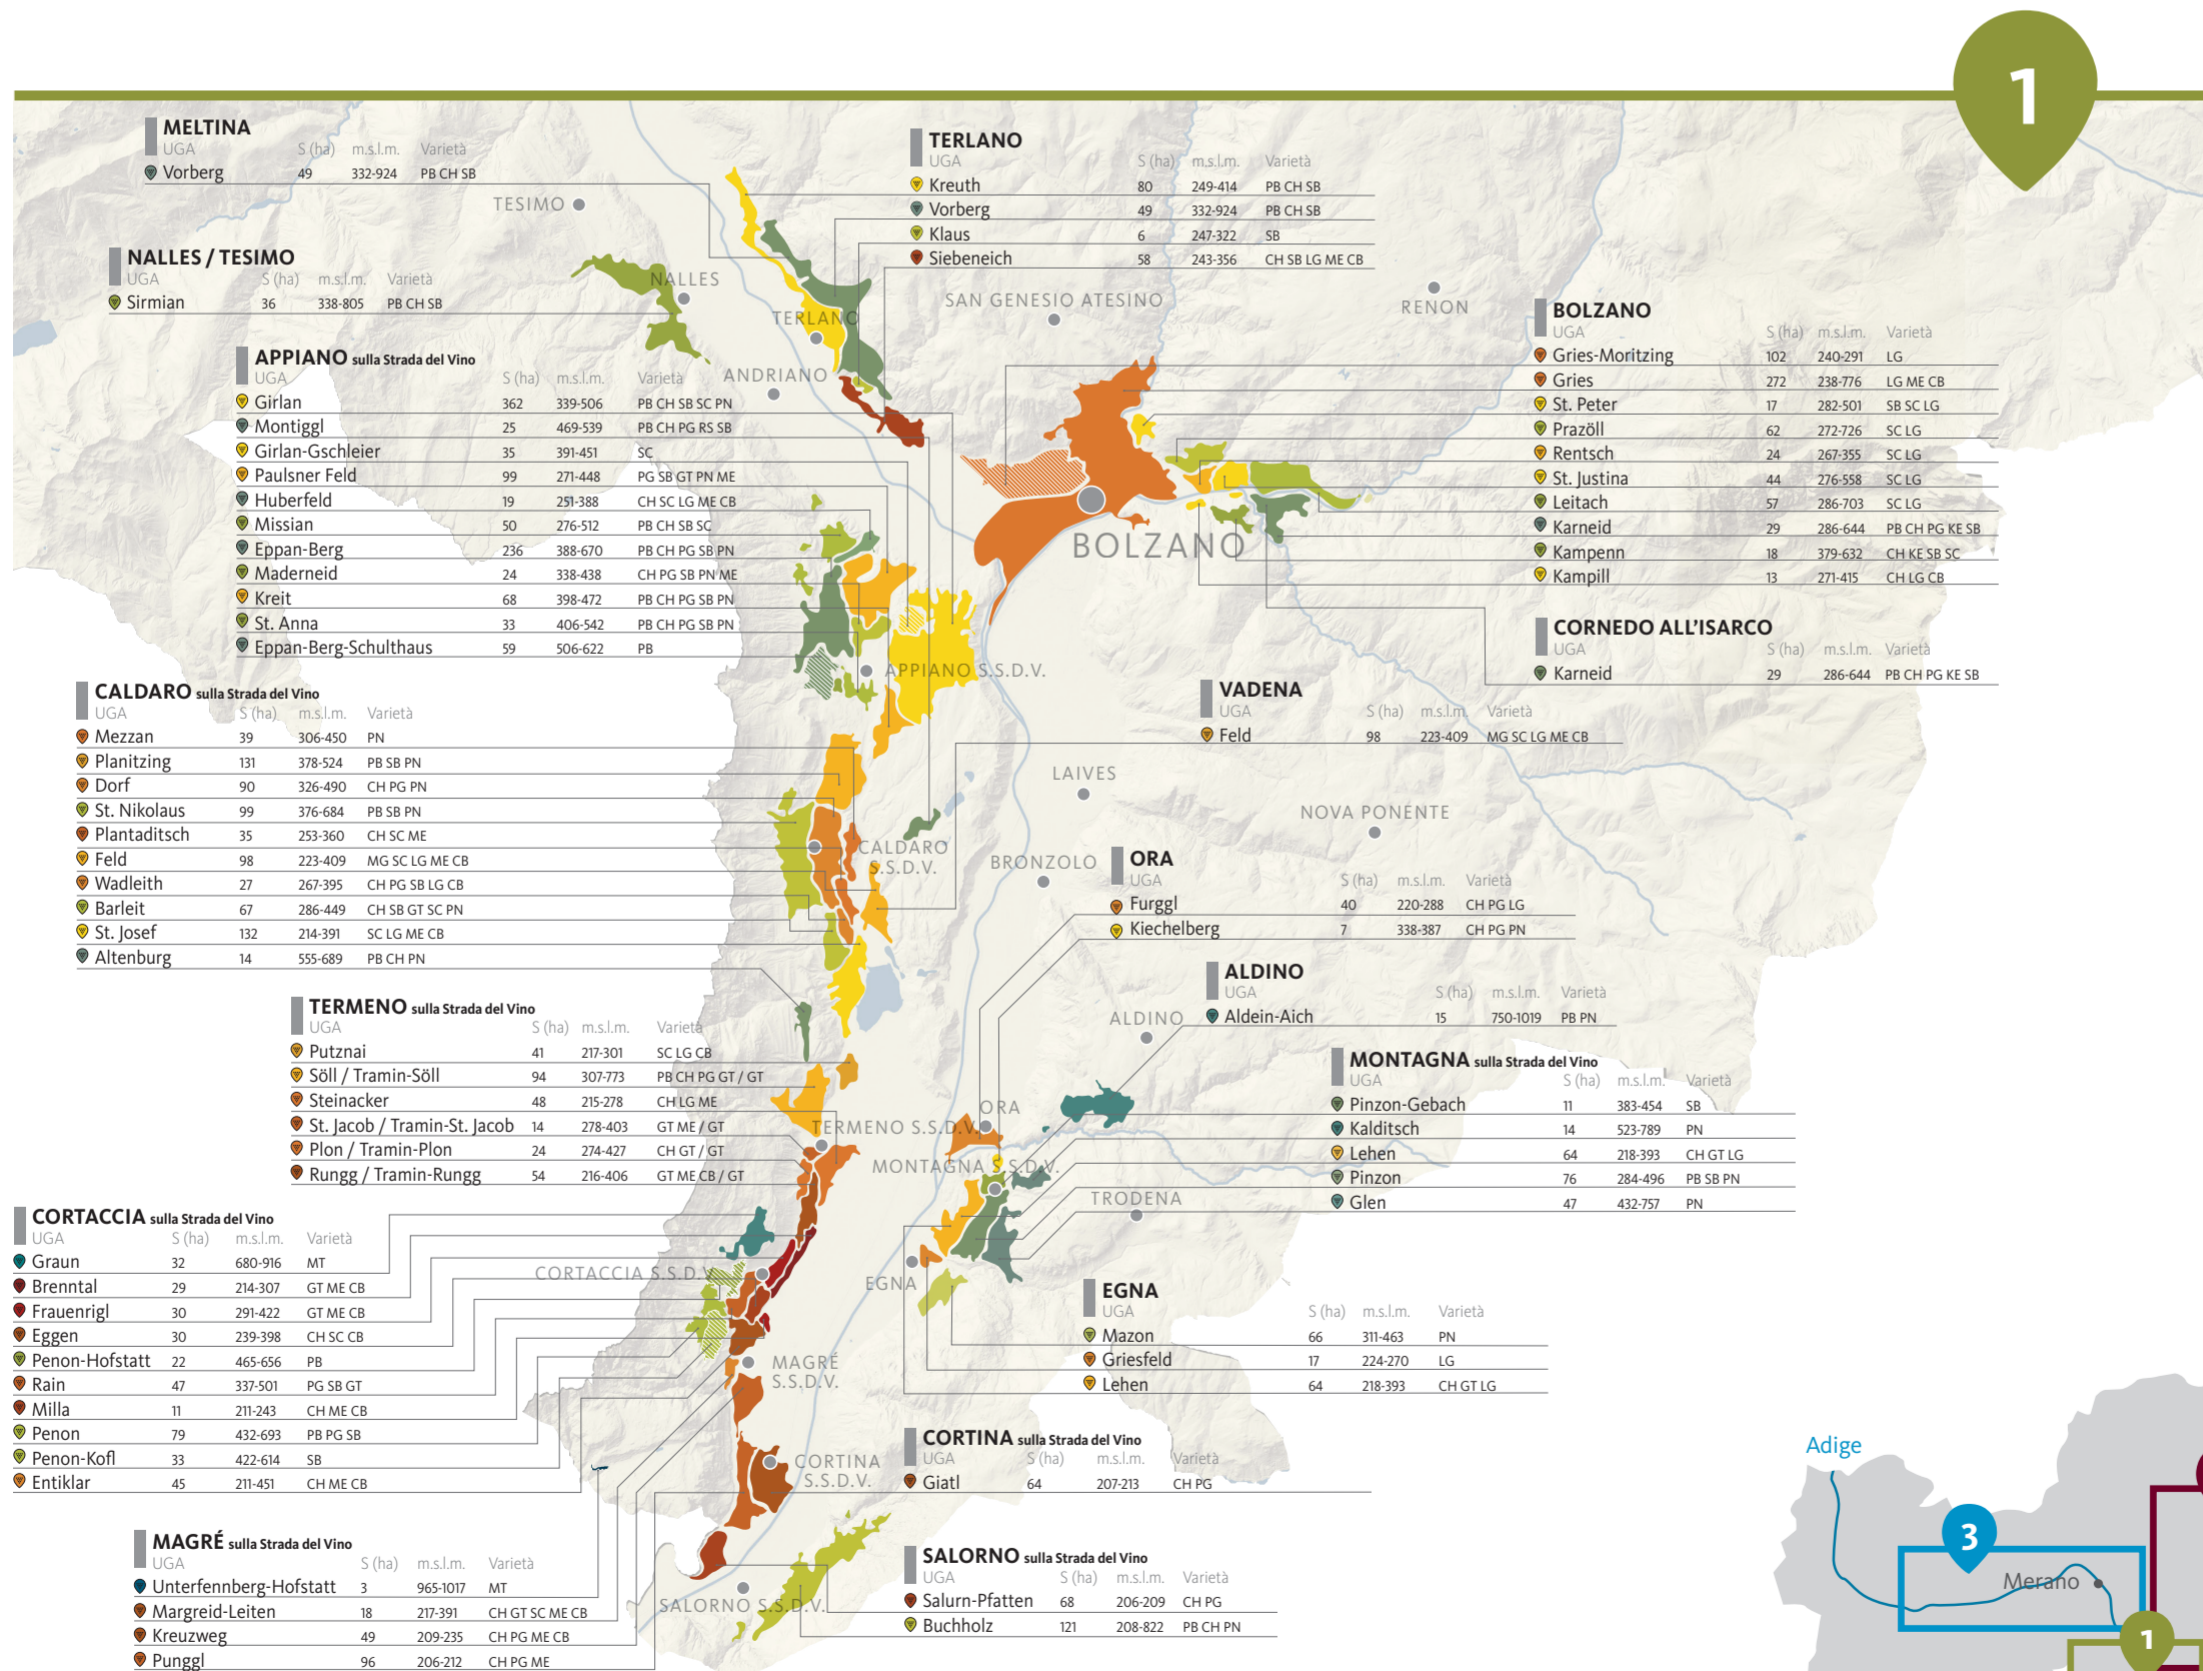 1
MELTINA
UGA S (ha) m.s.l.m. Varietà
Vorberg 49 332-924 PB CH SB
TESIMO
NALLES / TESIMO
UGA S (ha) m.s.l.m. Varietà
Sirmian 36 338-805 PB CH SB
NALLES
TERLANO
UGA S (ha) m.s.l.m. Varietà
Kreuth 80 249-414 PB CH SB
Vorberg 49 332-924 PB CH SB
Klaus 6 247-322 SB
Siebeneich 58 243-356 CH SB LG ME CB
TERLANO
SAN GENESIO ATESINO
RENON
ANDRIANO
APPIANO sulla Strada del Vino
UGA S (ha) m.s.l.m. Varietà
Girlan 362 339-506 PB CH SB SC PN
Montiggl 25 469-539 PB CH PG RS SB
Girlan-Gschleier 35 391-451 SC
Paulsner Feld 99 271-448 PG SB GT PN ME
Huberfeld 19 251-388 CH SC LG ME CB
Missian 50 276-512 PB CH SB SC
Eppan-Berg 236 388-670 PB CH PG SB PN
Maderneid 24 338-438 CH PG SB PN ME
Kreit 68 398-472 PB CH PG SB PN
St. Anna 33 406-542 PB CH PG SB PN
Eppan-Berg-Schulthaus 59 506-622 PB
BOLZANO
UGA S (ha) m.s.l.m. Varietà
Gries-Moritzing 102 240-291 LG
Gries 272 238-776 LG ME CB
St. Peter 17 282-501 SB SC LG
Prazöll 62 272-726 SC LG
Rentsch 24 267-355 SC LG
St. Justina 44 276-558 SC LG
Leitach 57 286-703 SC LG
Karneid 29 286-644 PB CH PG KE SB
Kampenn 18 379-632 CH KE SB SC
Kampill 13 271-415 CH LG CB
BOLZANO
CORNEDO ALL'ISARCO
UGA S (ha) m.s.l.m. Varietà
Karneid 29 286-644 PB CH PG KE SB
APPIANO S.S.D.V.
VADENA
UGA S (ha) m.s.l.m. Varietà
Feld 98 223-409 MG SC LG ME CB
CALDARO sulla Strada del Vino
UGA S (ha) m.s.l.m. Varietà
Mezzan 39 306-450 PN
Planitzing 131 378-524 PB SB PN
Dorf 90 326-490 CH PG PN
St. Nikolaus 99 376-684 PB SB PN
Plantaditsch 35 253-360 CH SC ME
Feld 98 223-409 MG SC LG ME CB
Wadleith 27 267-395 CH PG SB LG CB
Barleit 67 286-449 CH SB GT SC PN
St. Josef 132 214-391 SC LG ME CB
Altenburg 14 555-689 PB CH PN
LAIVES
NOVA PONENTE
CALDARO
S.S.D.V.
BRONZOLO
ORA
UGA S (ha) m.s.l.m. Varietà
Furggl 40 220-288 CH PG LG
Kiechelberg 7 338-387 CH PG PN
ALDINO
UGA S (ha) m.s.l.m. Varietà
Aldein-Aich 15 750-1019 PB PN
ALDINO
TERMENO sulla Strada del Vino
UGA S (ha) m.s.l.m. Varietà
Putznai 41 217-301 SC LG CB
Söll / Tramin-Söll 94 307-773 PB CH PG GT / GT
Steinacker 48 215-278 CH LG ME
St. Jacob / Tramin-St. Jacob 14 278-403 GT ME / GT
Plon / Tramin-Plon 24 274-427 CH GT / GT
Rungg / Tramin-Rungg 54 216-406 GT ME CB / GT
MONTAGNA sulla Strada del Vino
UGA S (ha) m.s.l.m. Varietà
Pinzon-Gebach 11 383-454 SB
Kalditsch 14 523-789 PN
Lehen 64 218-393 CH GT LG
Pinzon 76 284-496 PB SB PN
Glen 47 432-757 PN
ORA
TERMENO S.S.D.V.
MONTAGNA S.S.D.V.
TRODENA
CORTACCIA sulla Strada del Vino
UGA S (ha) m.s.l.m. Varietà
Graun 32 680-916 MT
Brenntal 29 214-307 GT ME CB
Frauenrigl 30 291-422 GT ME CB
Eggen 30 239-398 CH SC CB
Penon-Hofstatt 22 465-656 PB
Rain 47 337-501 PG SB GT
Milla 11 211-243 CH ME CB
Penon 79 432-693 PB PG SB
Penon-Kofl 33 422-614 SB
Entiklar 45 211-451 CH ME CB
CORTACCIA S.S.D.V.
EGNA
EGNA
UGA S (ha) m.s.l.m. Varietà
Mazon 66 311-463 PN
Griesfeld 17 224-270 LG
Lehen 64 218-393 CH GT LG
MAGRÉ
S.S.D.V.
CORTINA sulla Strada del Vino
UGA S (ha) m.s.l.m. Varietà
Giatl 64 207-213 CH PG
CORTINA
S.S.D.V.
MAGRÉ sulla Strada del Vino
UGA S (ha) m.s.l.m. Varietà
Unterfennberg-Hofstatt 3 965-1017 MT
Margreid-Leiten 18 217-391 CH GT SC ME CB
Kreuzweg 49 209-235 CH PG ME CB
Punggl 96 206-212 CH PG ME
SALORNO S.S.D.V.
SALORNO sulla Strada del Vino
UGA S (ha) m.s.l.m. Varietà
Salurn-Pfatten 68 206-209 CH PG
Buchholz 121 208-822 PB CH PN
Adige
3
Merano
1